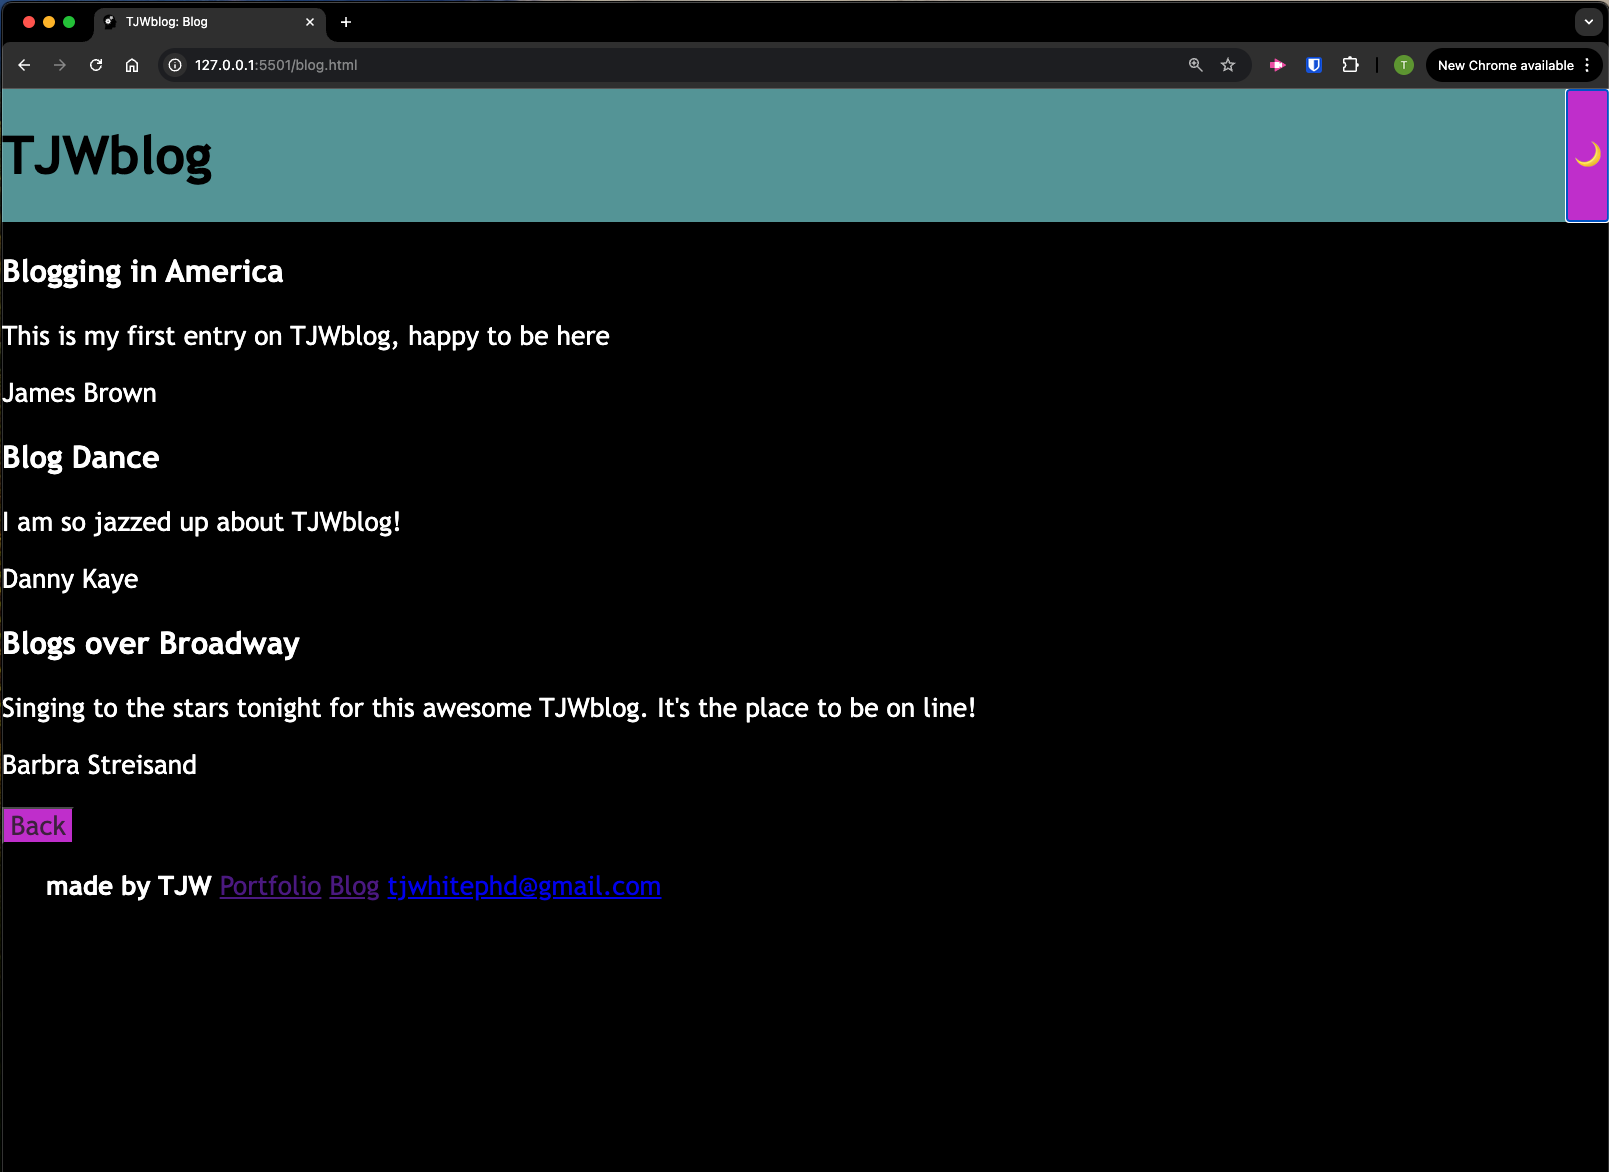 TJWblog: Blog
127.0.0.1:5501/blog.html
T
New Chrome available
TJWblog
Blogging in America
This is my first entry on TJWblog, happy to be here
James Brown
Blog Dance
I am so jazzed up about TJWblog!
Danny Kaye
Blogs over Broadway
Singing to the stars tonight for this awesome TJWblog. It's the place to be on line!
Barbra Streisand
Back
made by TJW Portfolio Blog tjwhitephd@gmail.com